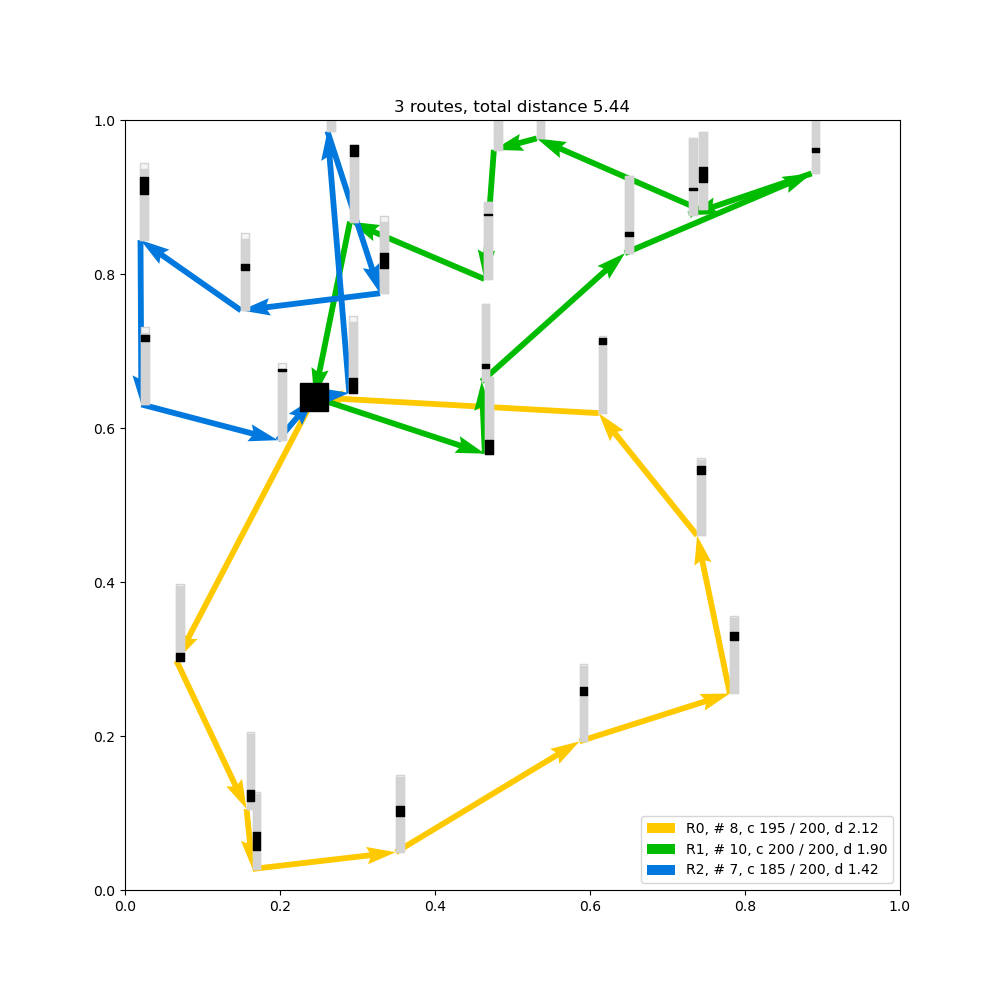 3 routes, total distance 5.44
1.0
0.8
0.6
0.4
0.2
0.0
0.0 0.2 0.4 0.6 0.8 1.0
R0, # 8, c 195 / 200, d 2.12
R1, # 10, c 200 / 200, d 1.90
R2, # 7, c 185 / 200, d 1.42